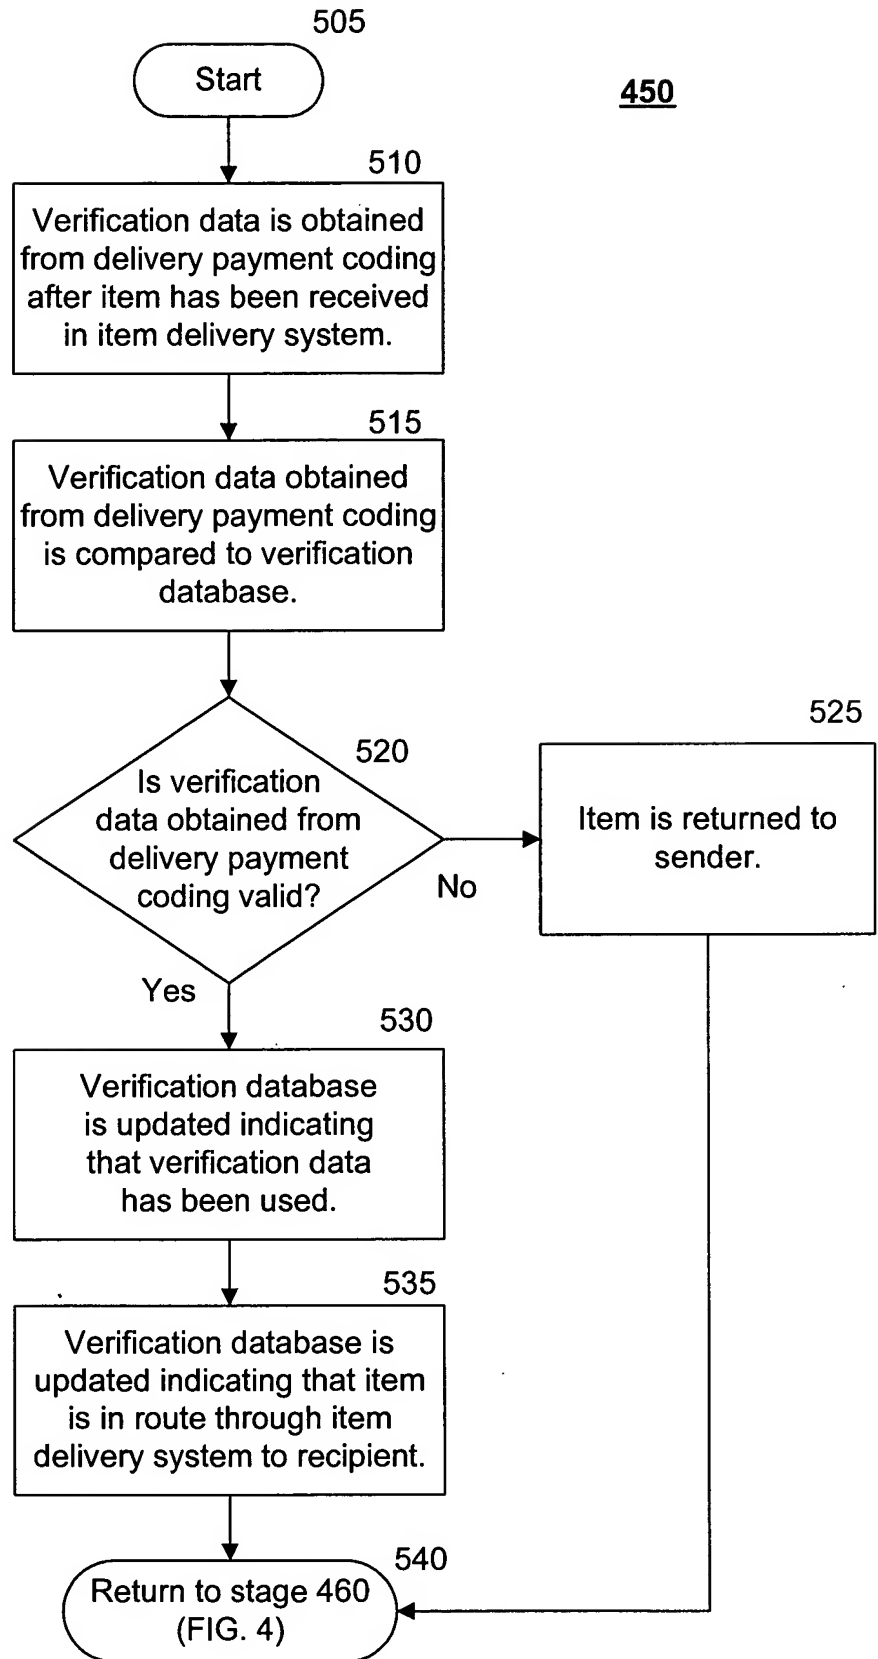 505
Start
450
510
Verification data is obtained
from delivery payment coding
after item has been received
in item delivery system.
515
Verification data obtained
from delivery payment coding
is compared to verification
database.
520
Is verification
data obtained from
delivery payment
coding valid?
No
525
Item is returned to
sender.
Yes
530
Verification database
is updated indicating
that verification data
has been used.
535
Verification database is
updated indicating that item
is in route through item
delivery system to recipient.
540
Return to stage 460
(FIG. 4)